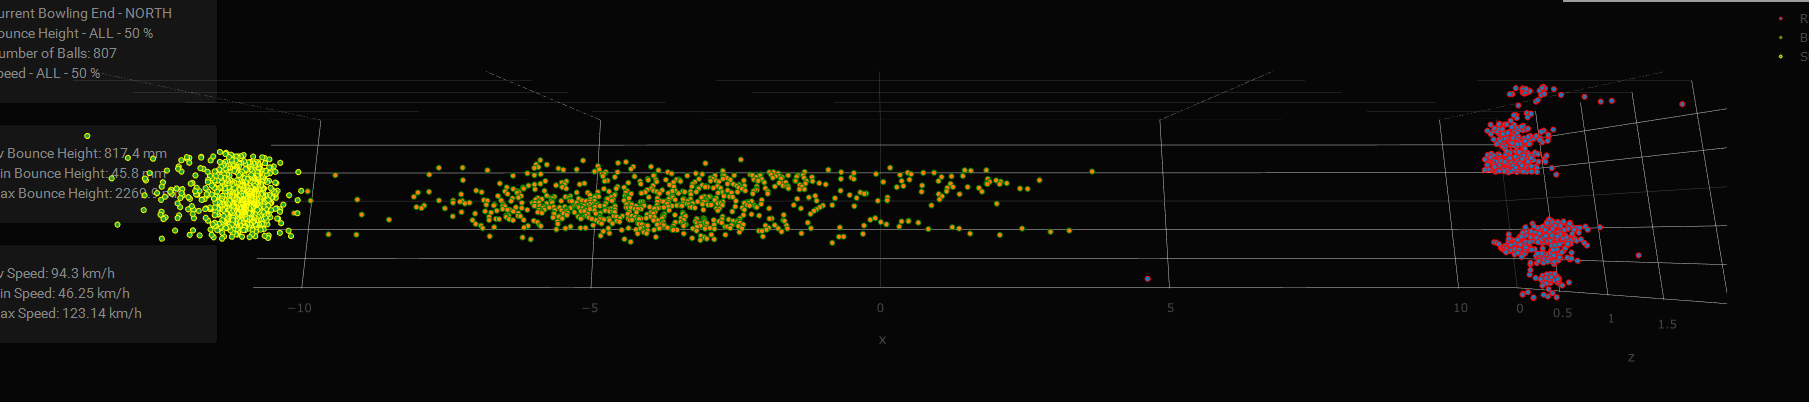 urrent Bowling End - NORTH
ounce Height - ALL - 50 %
umber of Balls: 807
peed - ALL - 50 %
v Bounce Height: 817.4 mm
in Bounce Height: 45.8 mm
ax Bounce Height: 2269
v Speed: 94.3 km/h
in Speed: 46.25 km/h
ax Speed: 123.14 km/h
R
B
S
−10 −5 0 5 10 0 0.5 1 1.5
x
z